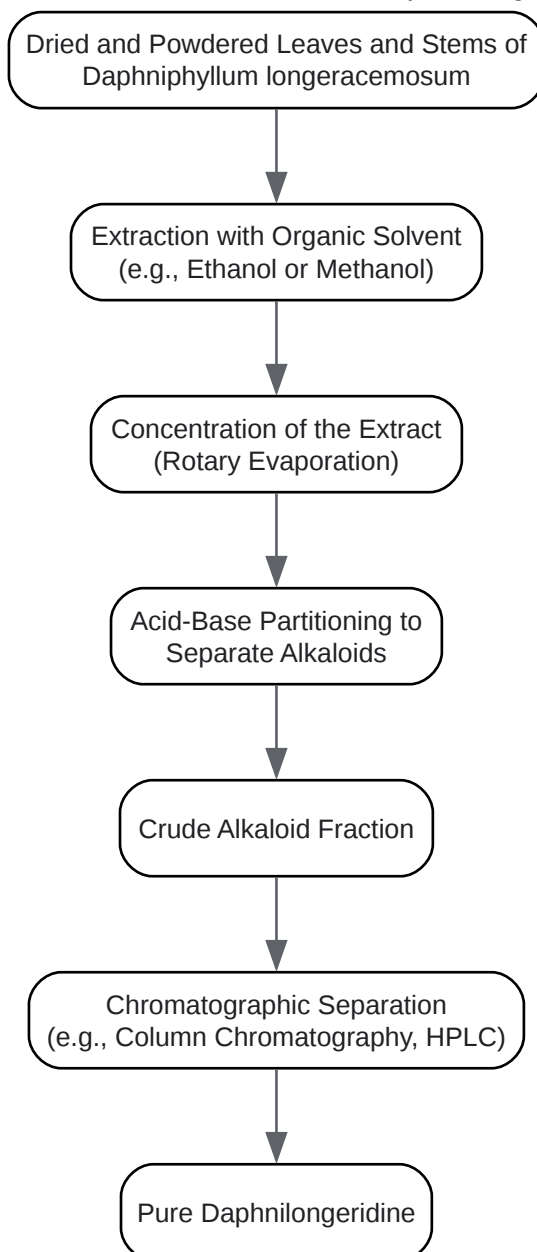 Dried and Powdered Leaves and Stems of
Daphniphyllum longeracemosum
Extraction with Organic Solvent
(e.g., Ethanol or Methanol)
Concentration of the Extract
(Rotary Evaporation)
Acid-Base Partitioning to
Separate Alkaloids
Crude Alkaloid Fraction
Chromatographic Separation
(e.g., Column Chromatography, HPLC)
Pure Daphnilongeridine